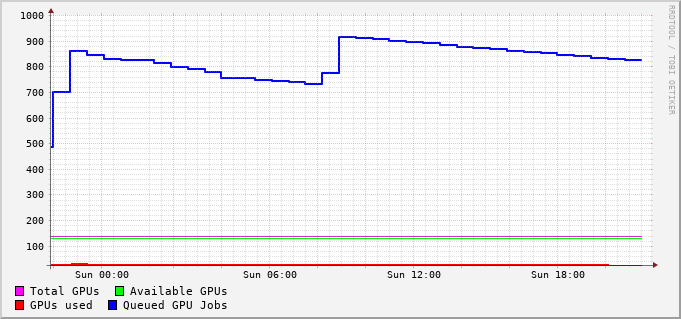 1000
900
800
700
600
500
400
300
200
100
Sun 00:00 Sun 06:00 Sun 12:00 Sun 18:00
Total GPUs Available GPUs
GPUs used Queued GPU Jobs
RRDTOOL / TOBI OETIKER